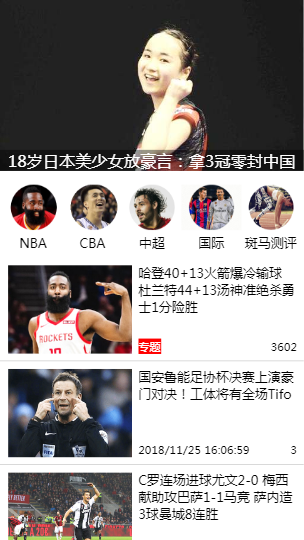 18岁日本美少女放豪言：拿3冠零封中国
NBA
CBA
中超
国际
斑马测评
哈登40+13火箭爆冷输球
杜兰特44+13汤神准绝杀勇
士1分险胜
专题
3602
ROCKETS
国安鲁能足协杯决赛上演豪
门对决！工体将有全场Tifo
2018/11/25 16:06:59
3
C罗连场进球尤文2-0 梅西
献助攻巴萨1-1马竞 萨内造
3球曼城8连胜